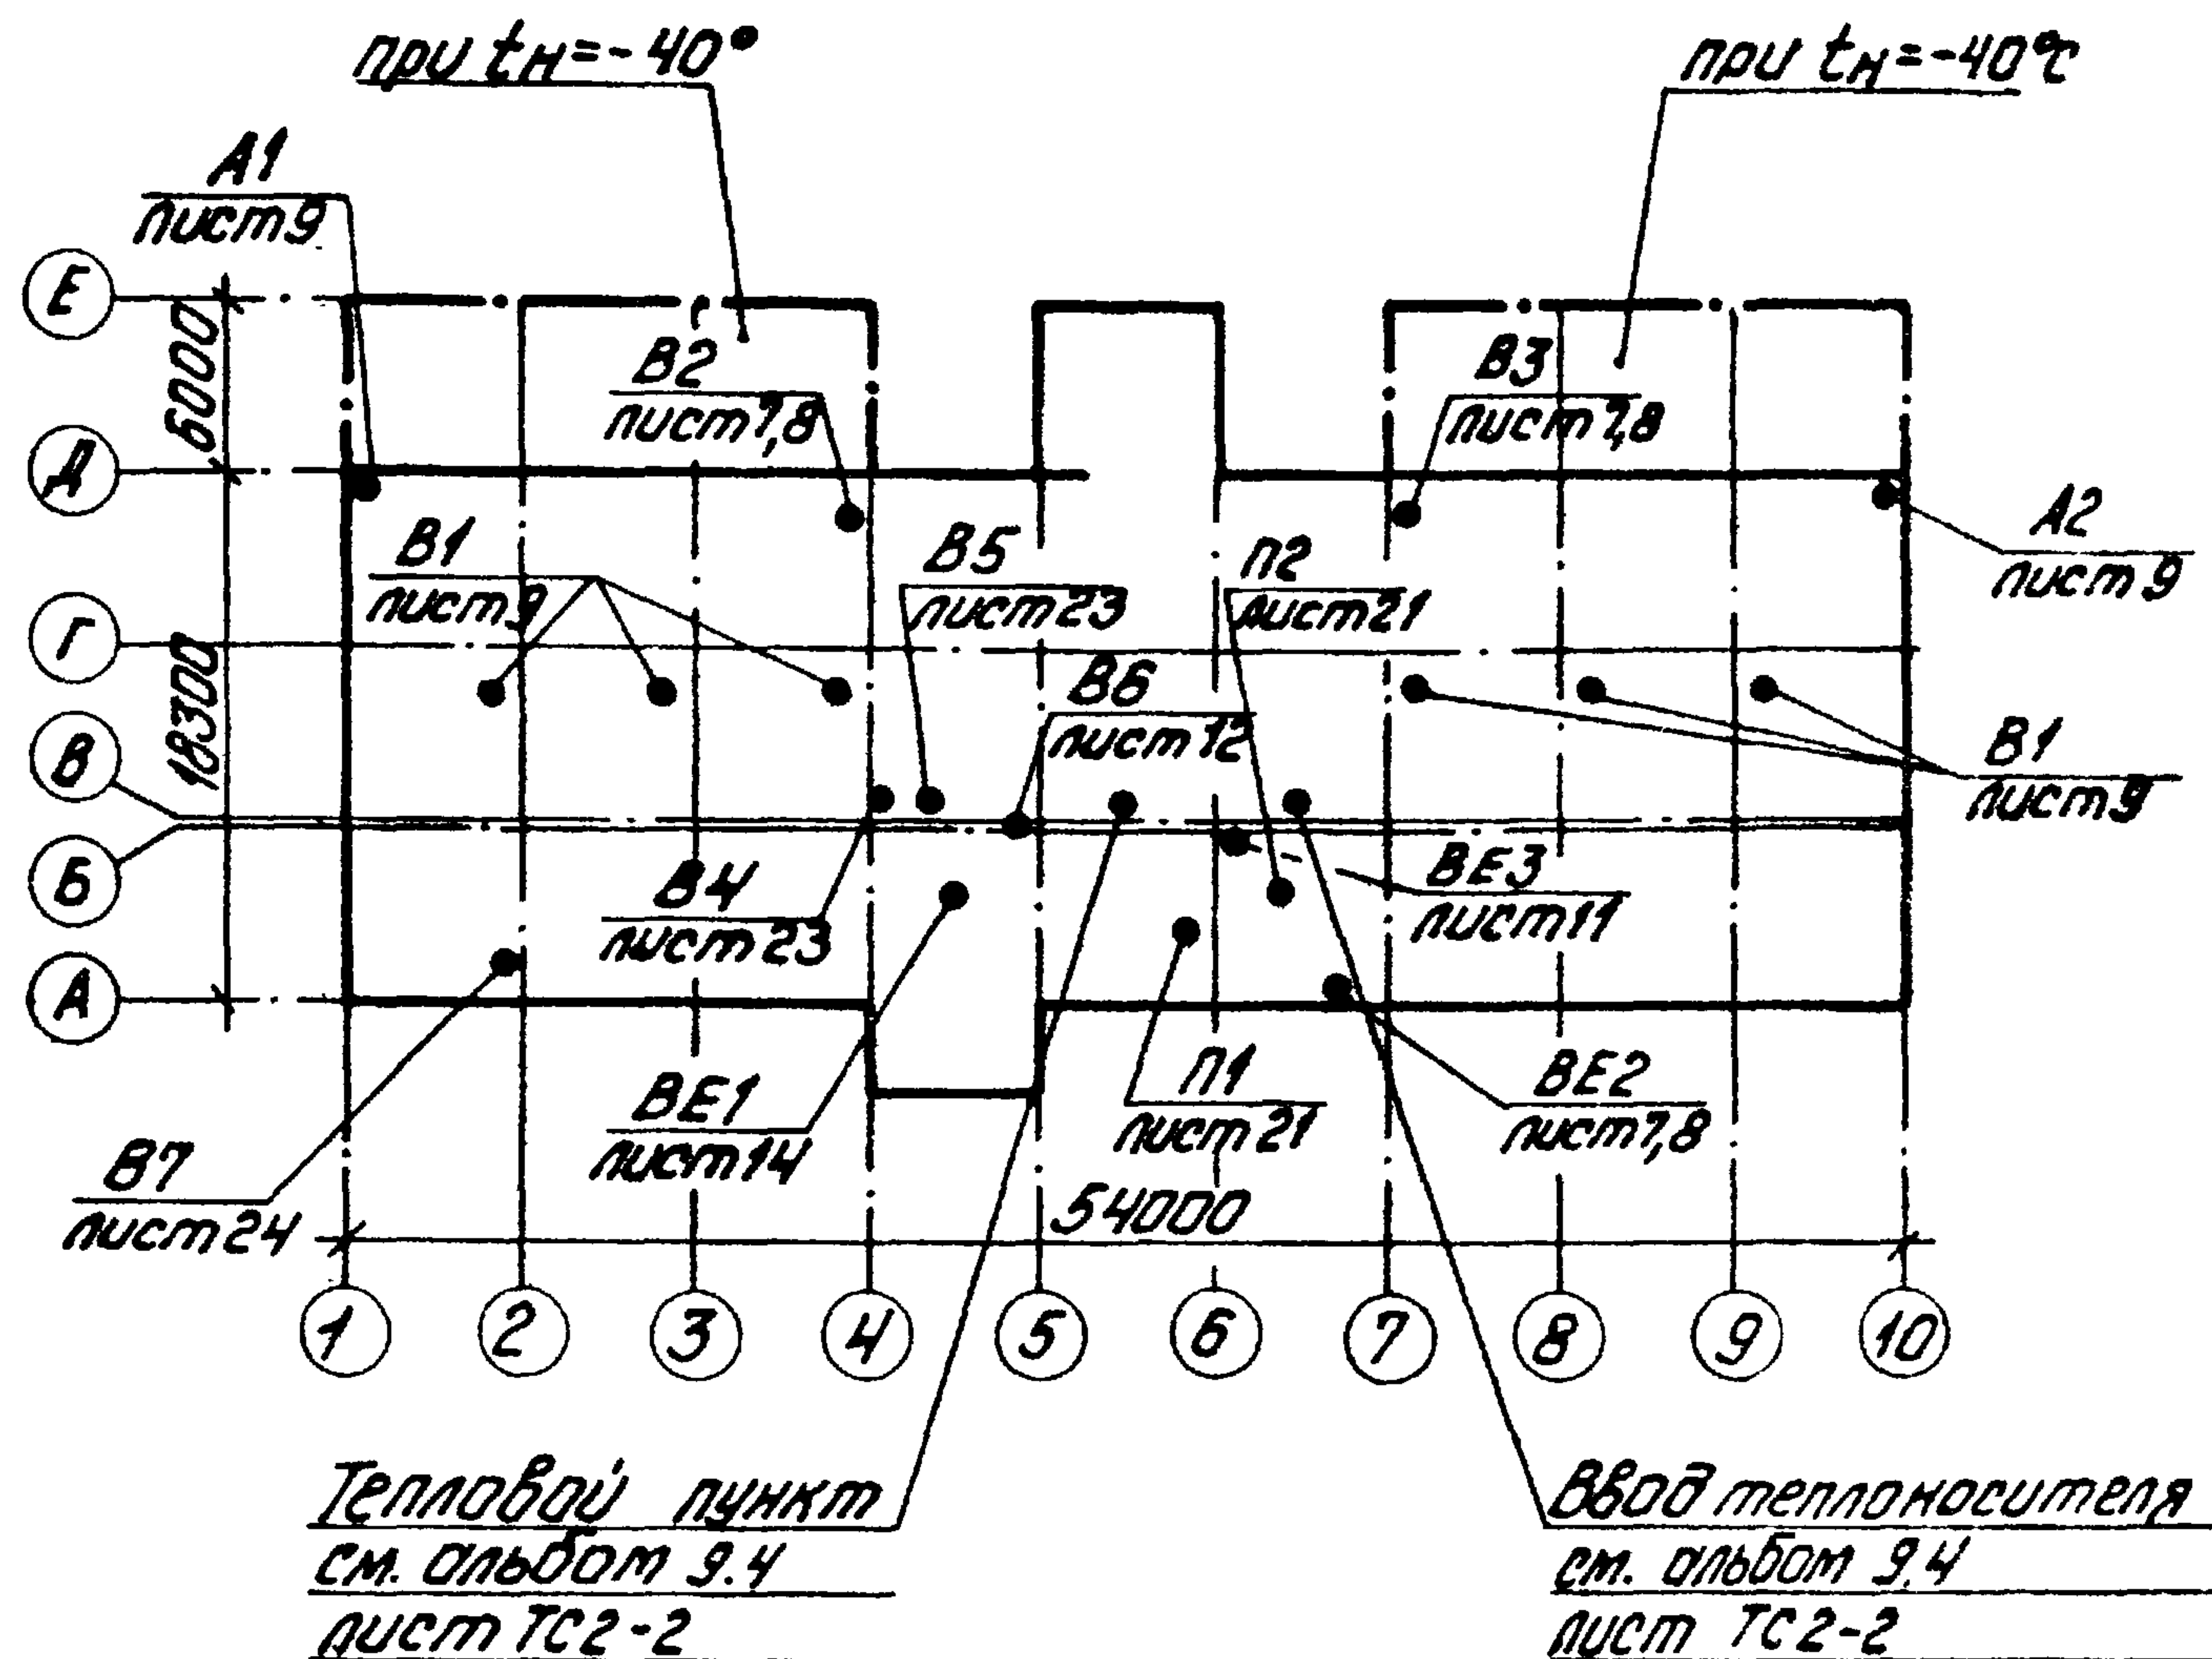 при tн=-40°
при tн=-40°С
А1
лист 9
Е
6000
В2
лист 7,8
В3
лист 7,8
Д
А2
лист 9
В1
лист 9
В5
лист 23
П2
лист 21
Г
18300
В6
лист 12
В
В1
лист 9
Б
В4
лист 23
ВЕ3
лист 11
А
ВЕ1
лист 14
П1
лист 21
ВЕ2
лист 7,8
В7
лист 24
54000
1 2 3 4 5 6 7 8 9 10
Тепловой пункт
см. альбом 9.4
лист ТС2-2
Ввод теплоносителя
см. альбом 9.4
лист ТС2-2